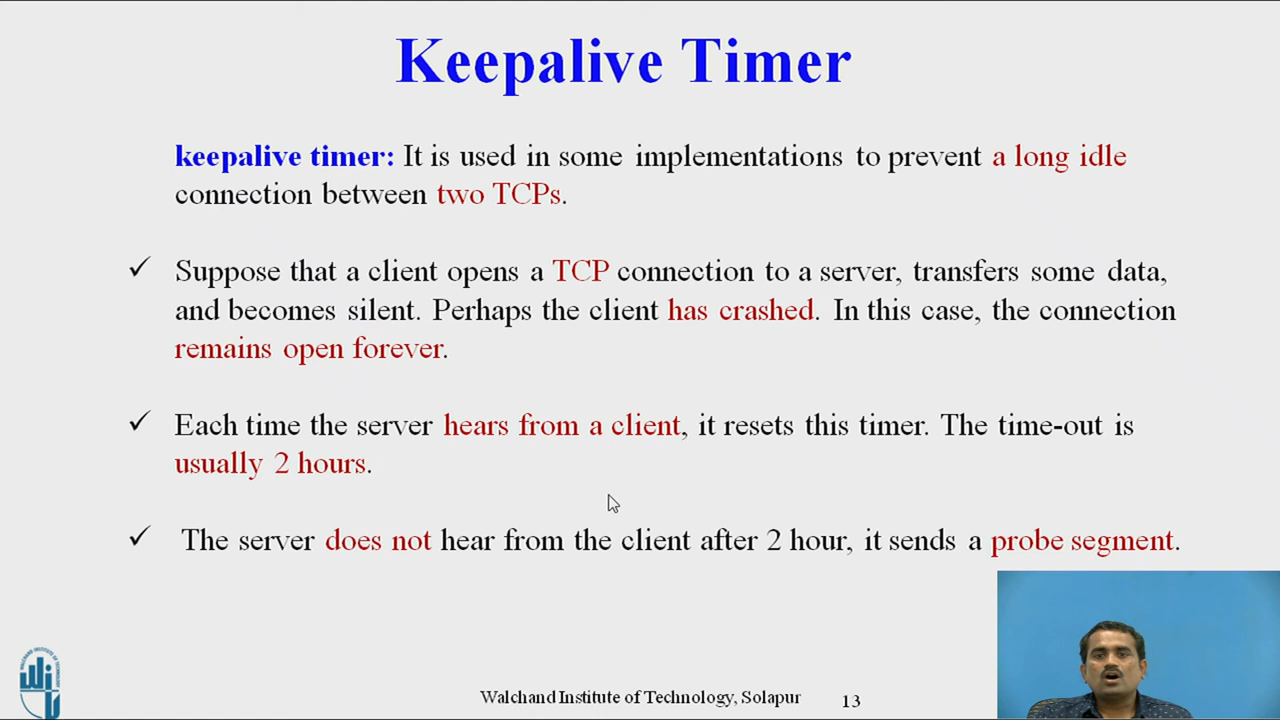 Keepalive Timer
keepalive timer: It is used in some implementations to prevent a long idle
connection between two TCPs.
✓ Suppose that a client opens a TCP connection to a server, transfers some data,
and becomes silent. Perhaps the client has crashed. In this case, the connection
remains open forever.
✓ Each time the server hears from a client, it resets this timer. The time-out is
usually 2 hours.
✓ The server does not hear from the client after 2 hour, it sends a probe segment.
Walchand Institute of Technology, Solapur 13